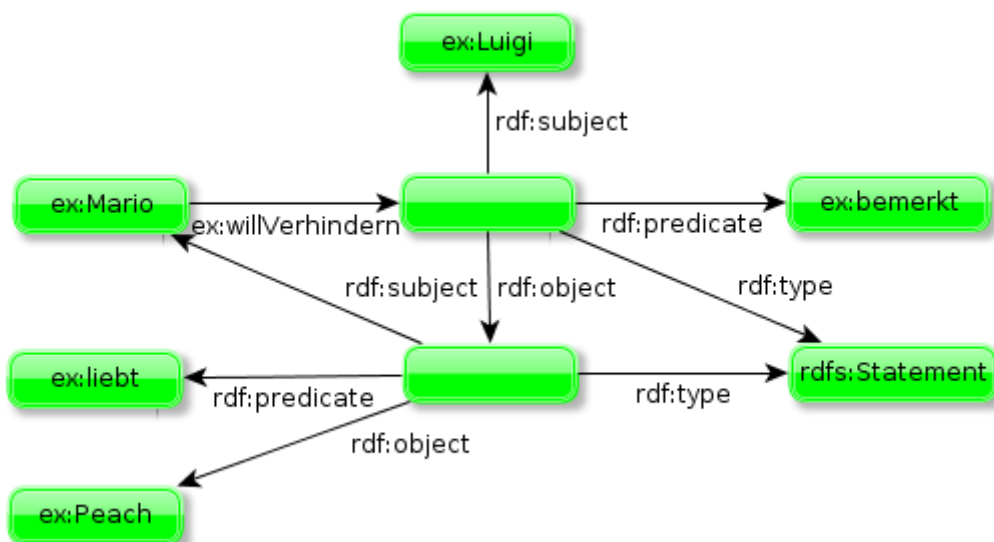 ex:Luigi
rdf:subject
ex:Mario
ex:willVerhindern
rdf:predicate
ex:bemerkt
rdf:subject
rdf:object
rdf:type
ex:liebt
rdf:predicate
rdf:type
rdfs:Statement
rdf:object
ex:Peach